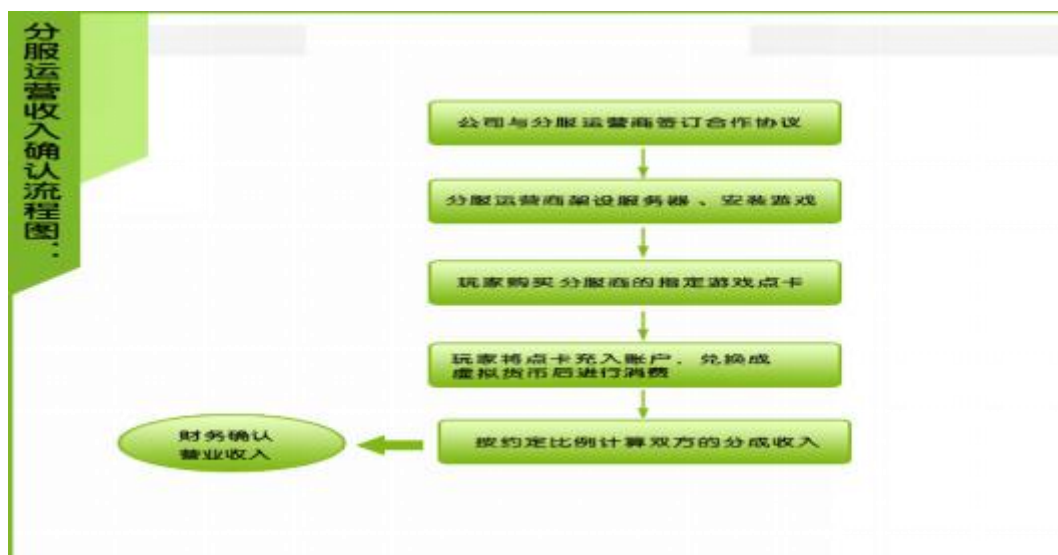 分服运营收入确认流程图：
公司与分服运营商签订合作协议
分服运营商架设服务器、安装游戏
玩家购买分服商的指定游戏点卡
玩家将点卡充入账户，兑换成
虚拟货币后进行消费
按约定比例计算双方的分成收入
财务确认
营业收入